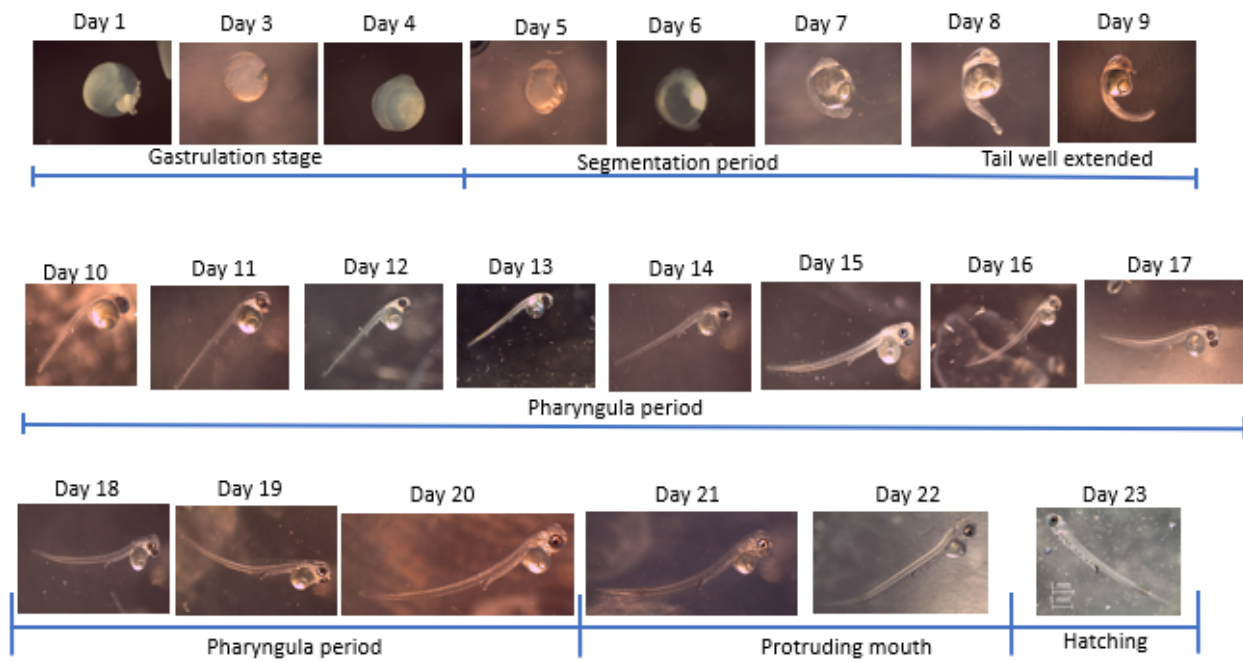 Day 1 Day 3 Day 4 Day 5 Day 6 Day 7 Day 8 Day 9
Gastrulation stage Segmentation period Tail well extended
Day 10 Day 11 Day 12 Day 13 Day 14 Day 15 Day 16 Day 17
Pharyngula period
Day 18 Day 19 Day 20 Day 21 Day 22 Day 23
Pharyngula period Protruding mouth Hatching